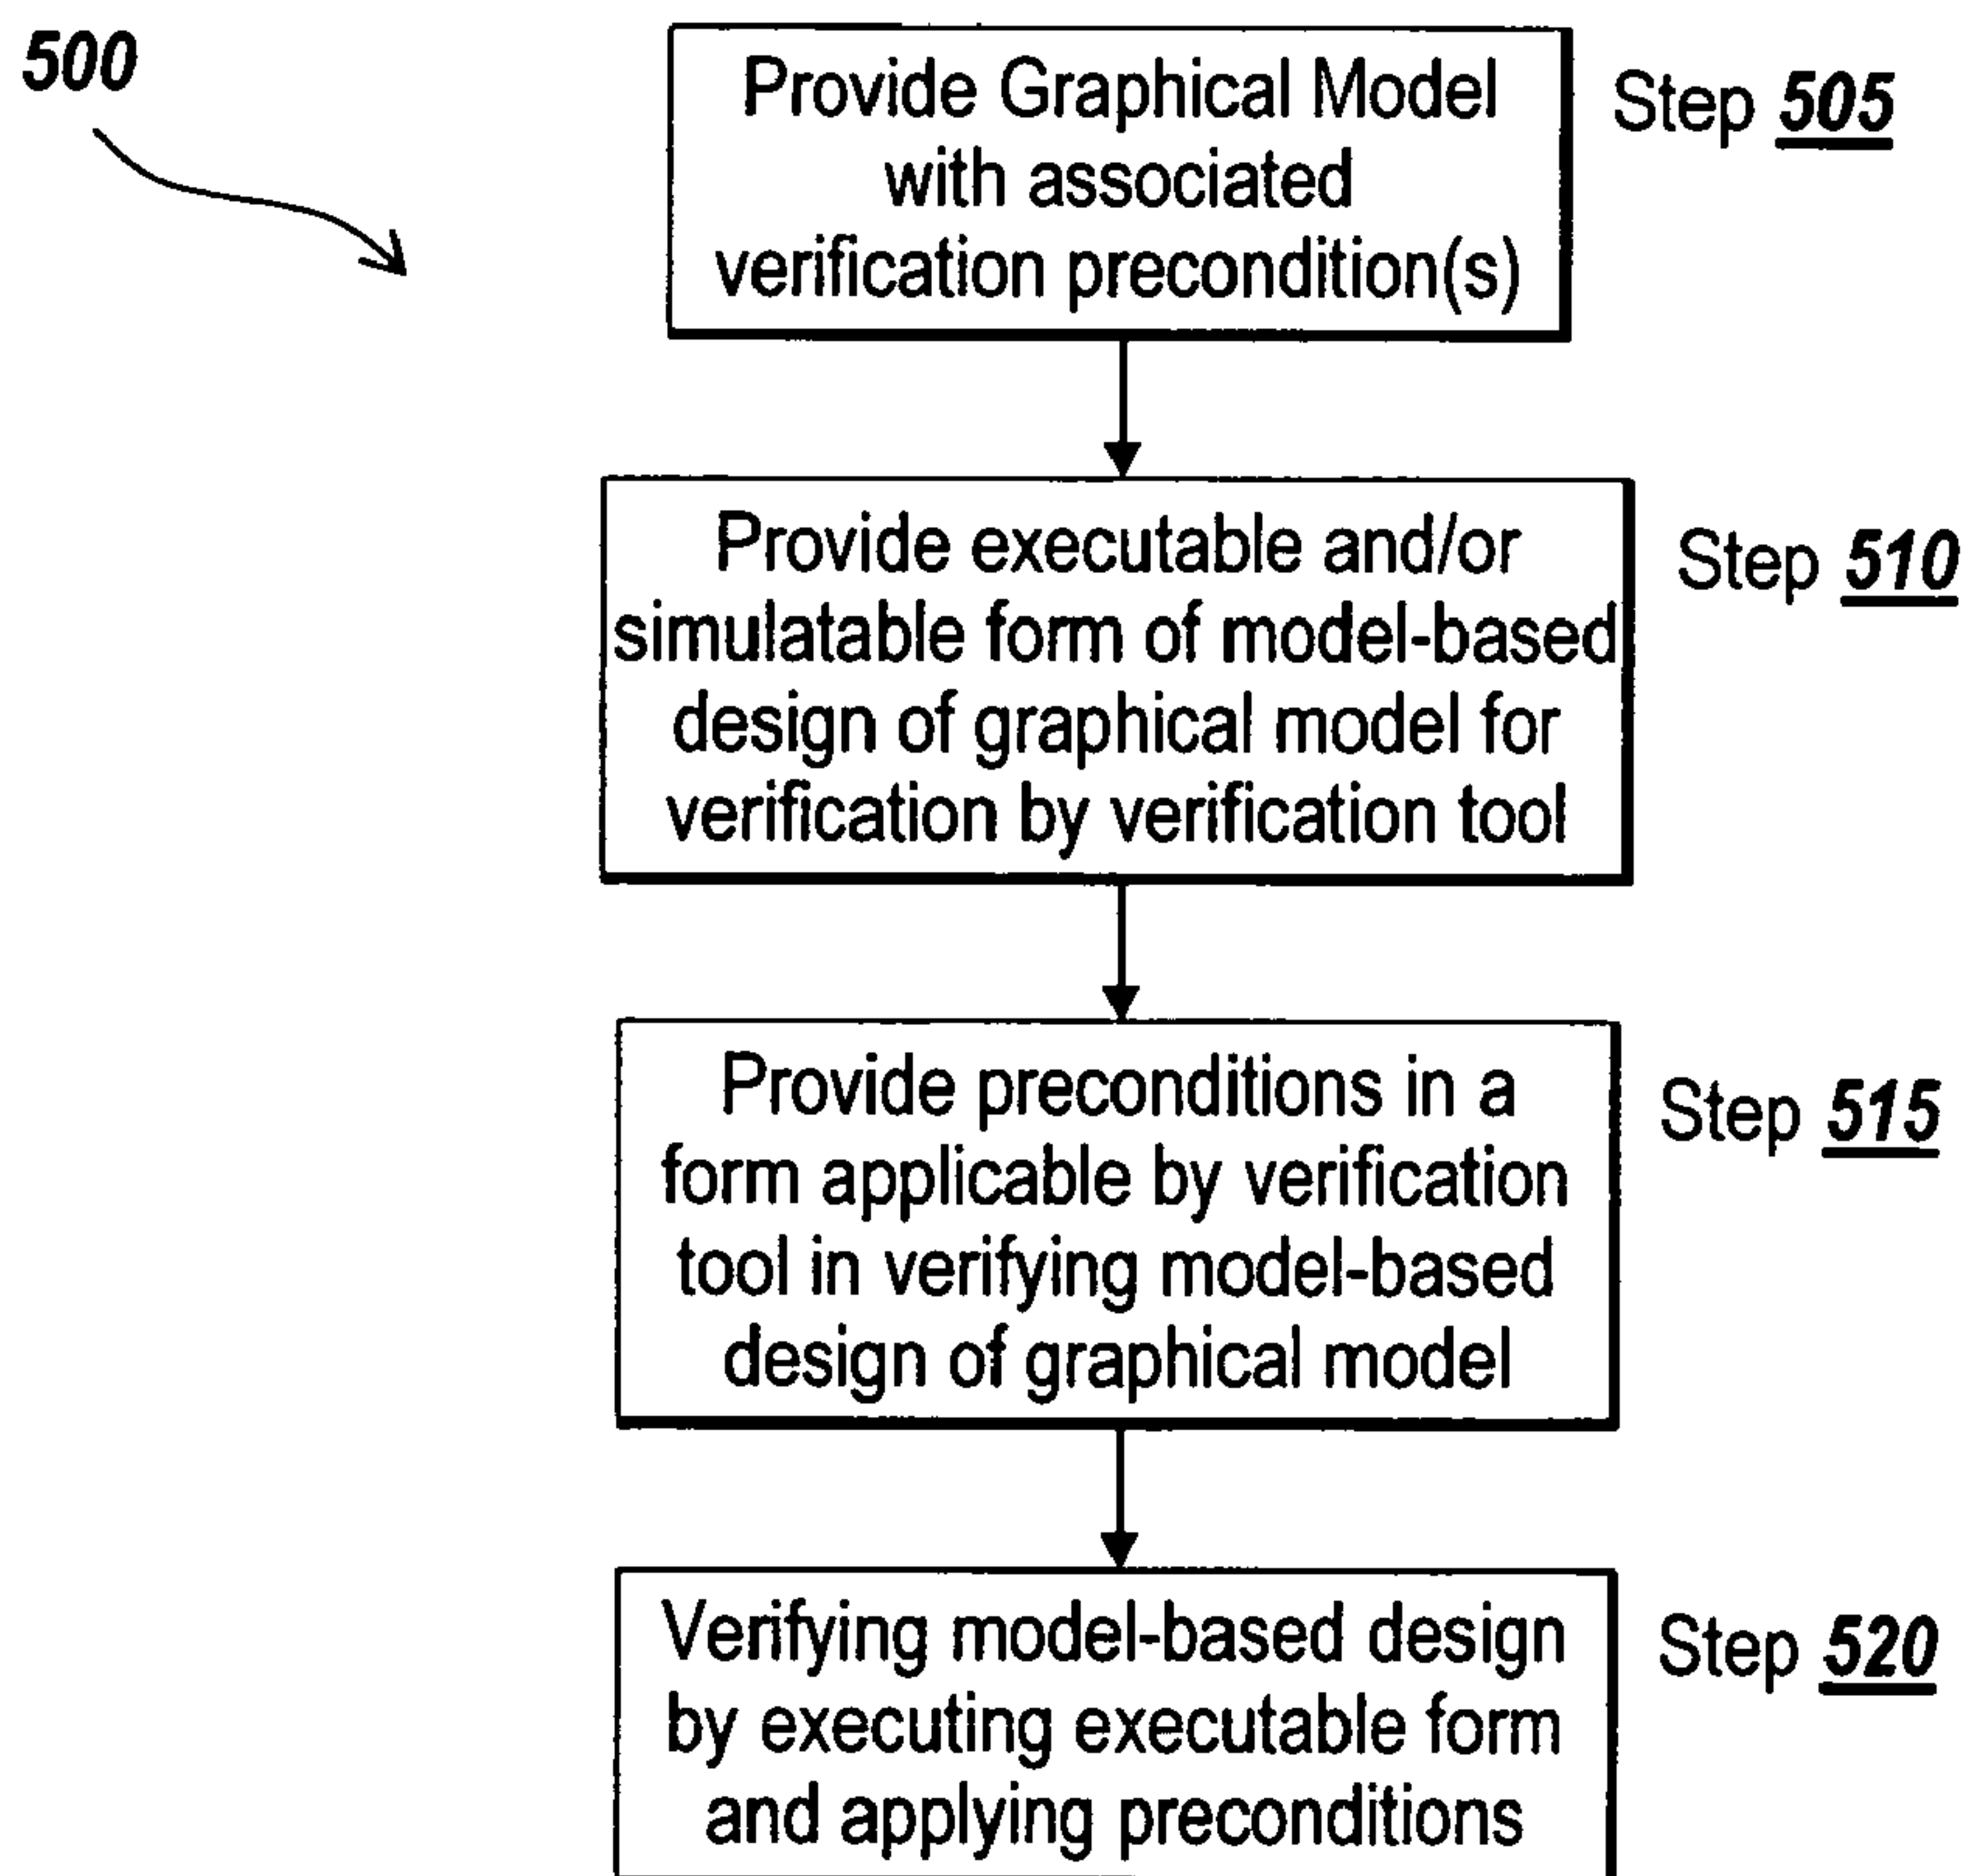 500
Provide Graphical Model
with associated
verification precondition(s)
Step 505
Provide executable and/or
simulatable form of model-based
design of graphical model for
verification by verification tool
Step 510
Provide preconditions in a
form applicable by verification
tool in verifying model-based
design of graphical model
Step 515
Verifying model-based design
by executing executable form
and applying preconditions
Step 520